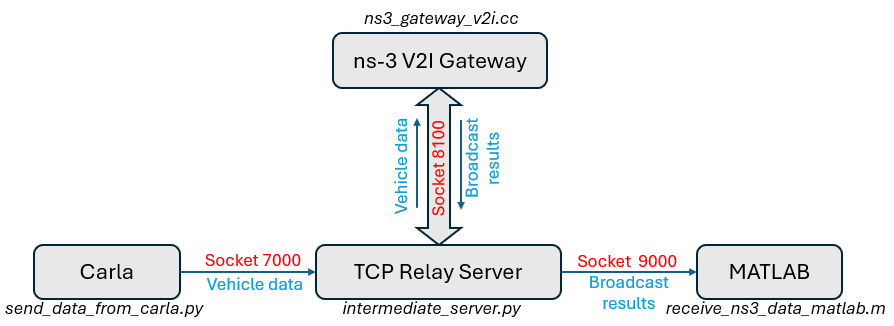 ns3_gateway_v2i.cc
ns-3 V2I Gateway
Vehicle data
Socket 8100
Broadcast
results
Carla
send_data_from_carla.py
Socket 7000
Vehicle data
TCP Relay Server
intermediate_server.py
Socket 9000
Broadcast
results
MATLAB
receive_ns3_data_matlab.m